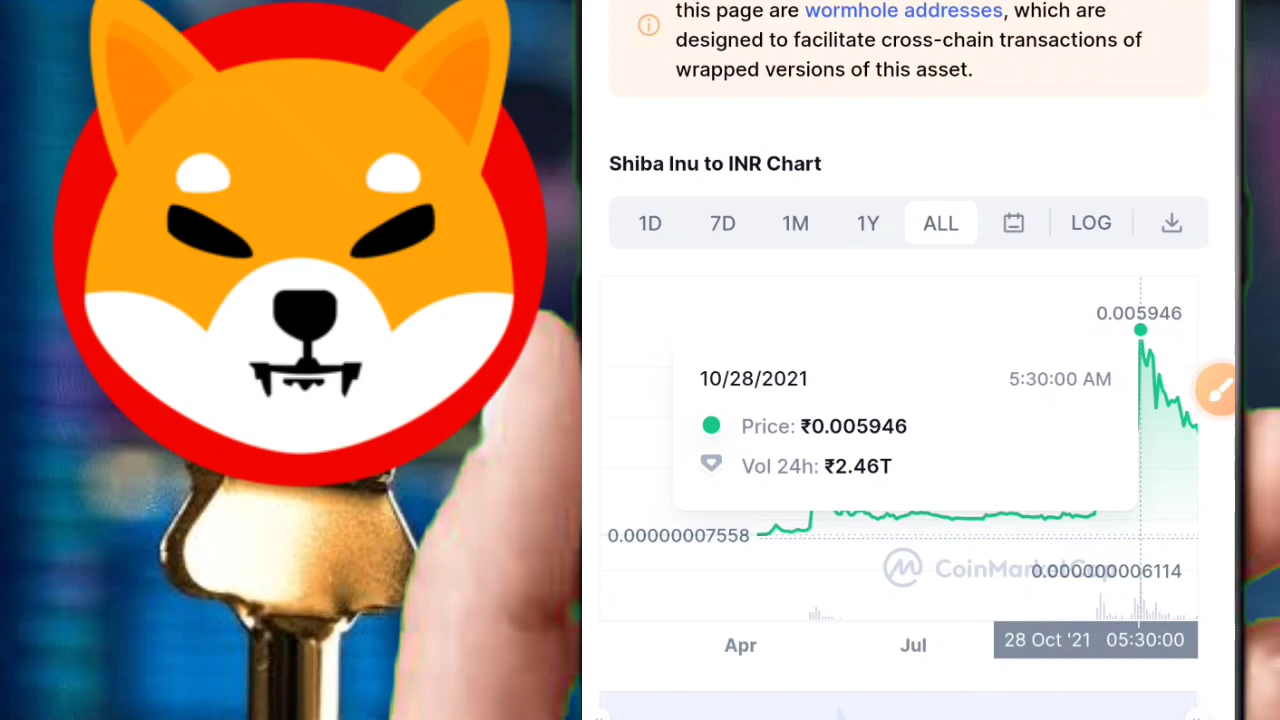 this page are wormhole addresses, which are
designed to facilitate cross-chain transactions of
wrapped versions of this asset.
Shiba Inu to INR Chart
1D 7D 1M 1Y ALL LOG
0.005946
10/28/2021 5:30:00 AM
Price: ₹0.005946
Vol 24h: ₹2.46T
0.00000007558
CoinMarketCap
0.000000006114
Apr Jul 28 Oct '21 05:30:00